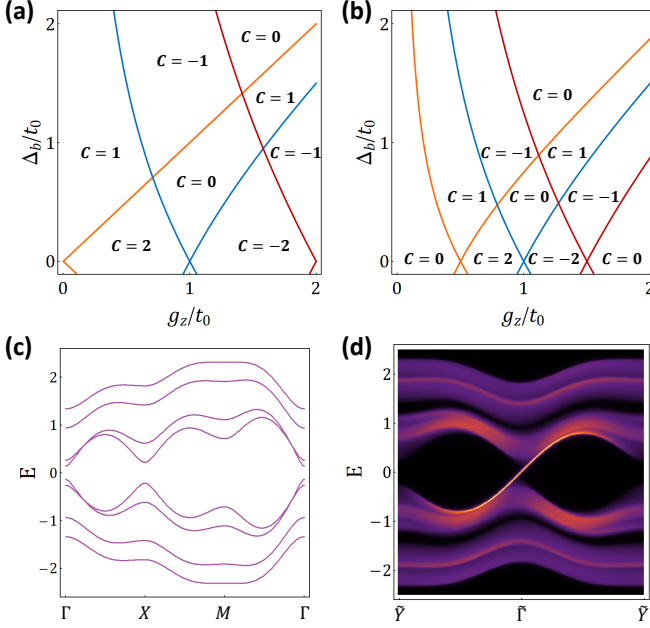 (a)
C = 0
C = −1
C = 1
C = 1
C = −1
C = 0
C = 2
C = −2
2
1
0
Δb/t0
0
1
2
gz/t0
(b)
C = 0
C = −1
C = 1
C = 1
C = 0
C = −1
C = 0
C = 2
C = −2
C = 0
2
1
0
Δb/t0
0
1
2
gz/t0
(c)
2
1
0
−1
−2
E
Γ
X
M
Γ
(d)
2
1
0
−1
−2
E
Ỹ
Γ̃
Ỹ